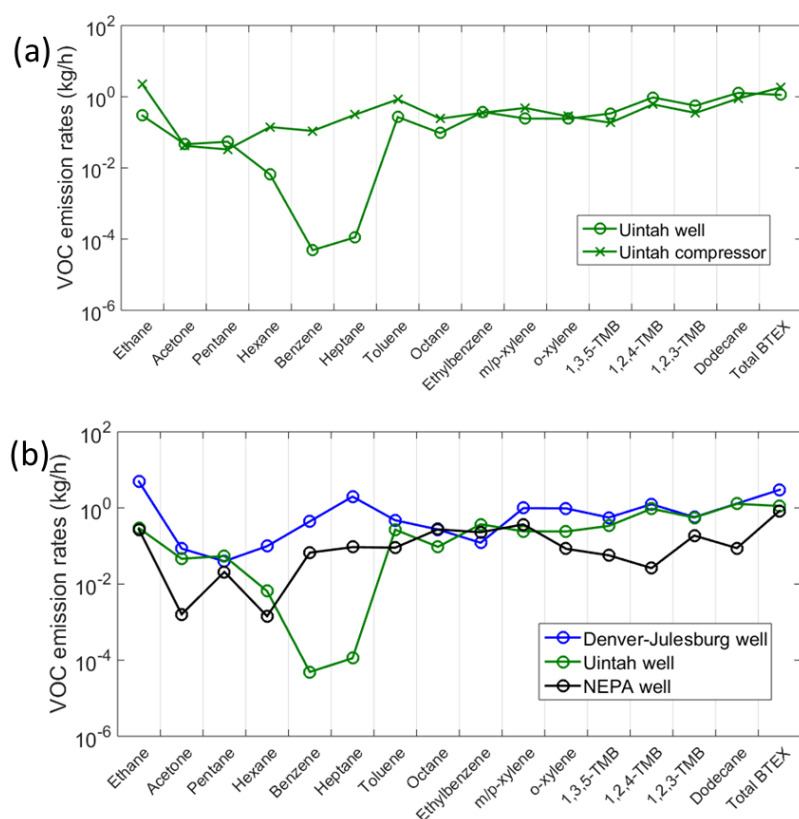 (a)
VOC emission rates (kg/h)
10^2
10^0
10^-2
10^-4
10^-6
Uintah well
Uintah compressor
Ethane
Acetone
Pentane
Hexane
Benzene
Heptane
Toluene
Octane
Ethylbenzene
m/p-xylene
o-xylene
1,3,5-TMB
1,2,4-TMB
1,2,3-TMB
Dodecane
Total BTEX
(b)
VOC emission rates (kg/h)
10^2
10^0
10^-2
10^-4
10^-6
Denver-Julesburg well
Uintah well
NEPA well
Ethane
Acetone
Pentane
Hexane
Benzene
Heptane
Toluene
Octane
Ethylbenzene
m/p-xylene
o-xylene
1,3,5-TMB
1,2,4-TMB
1,2,3-TMB
Dodecane
Total BTEX